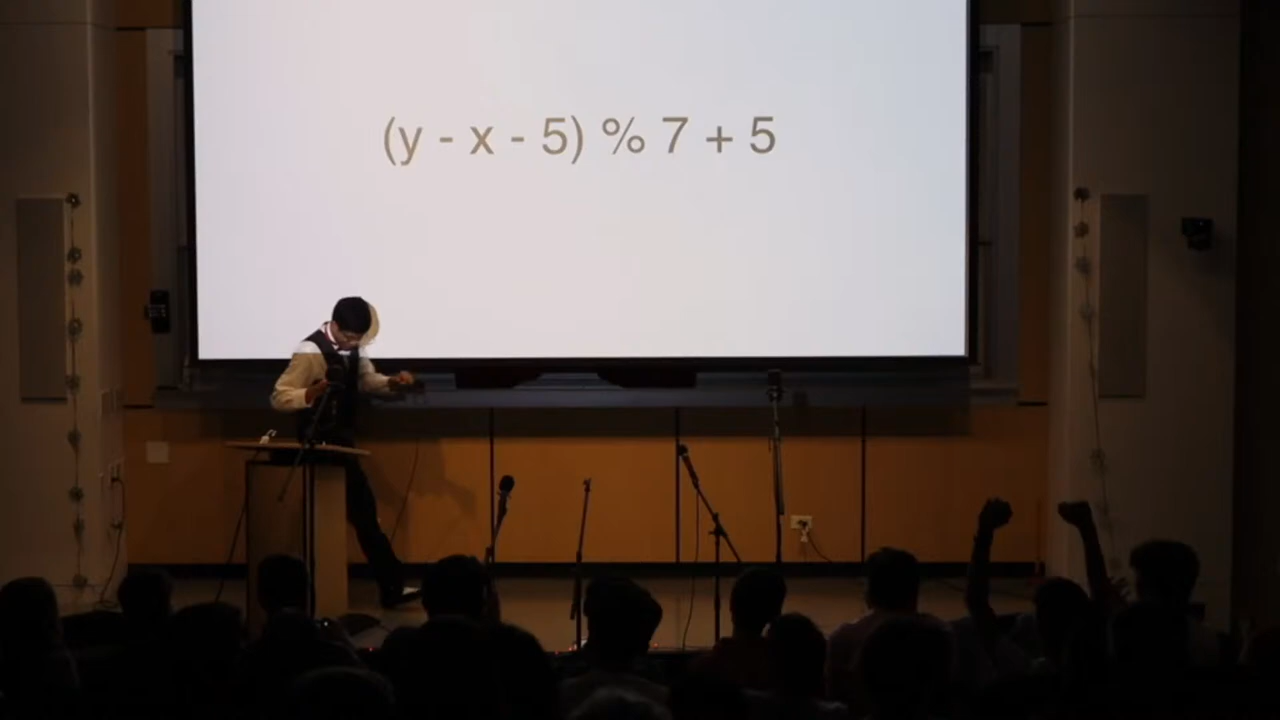 (y - x - 5) % 7 + 5